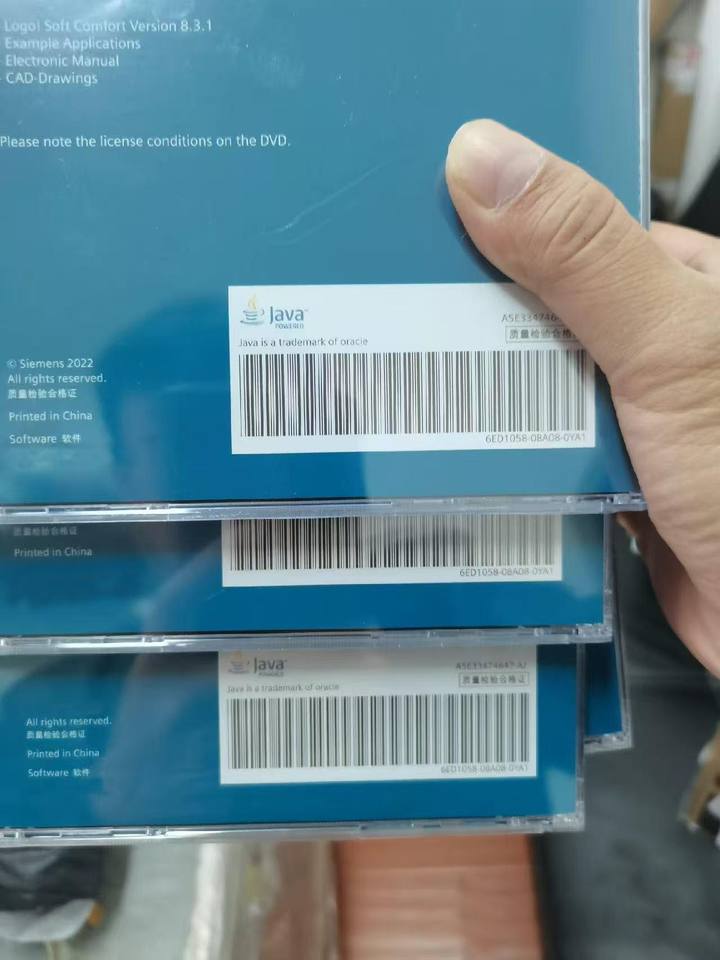 Logo! Soft Comfort Version 8.3.1
Example Applications
Electronic Manual
CAD-Drawings
Please note the license conditions on the DVD.
Java™
POWERED
Java is a trademark of oracle
质量检验合格
© Siemens 2022
All rights reserved.
质量检验合格证
Printed in China
Software 软件
6ED1058-0BA08-0YA1
质量检验合格证
Printed in China
6ED1058-0BA08-0YA1
Java™
POWERED
Java is a trademark of oracle
A5E33474647-AJ
质量检验合格证
All rights reserved.
质量检验合格证
Printed in China
Software 软件
6ED1058-0BA08-0YA1